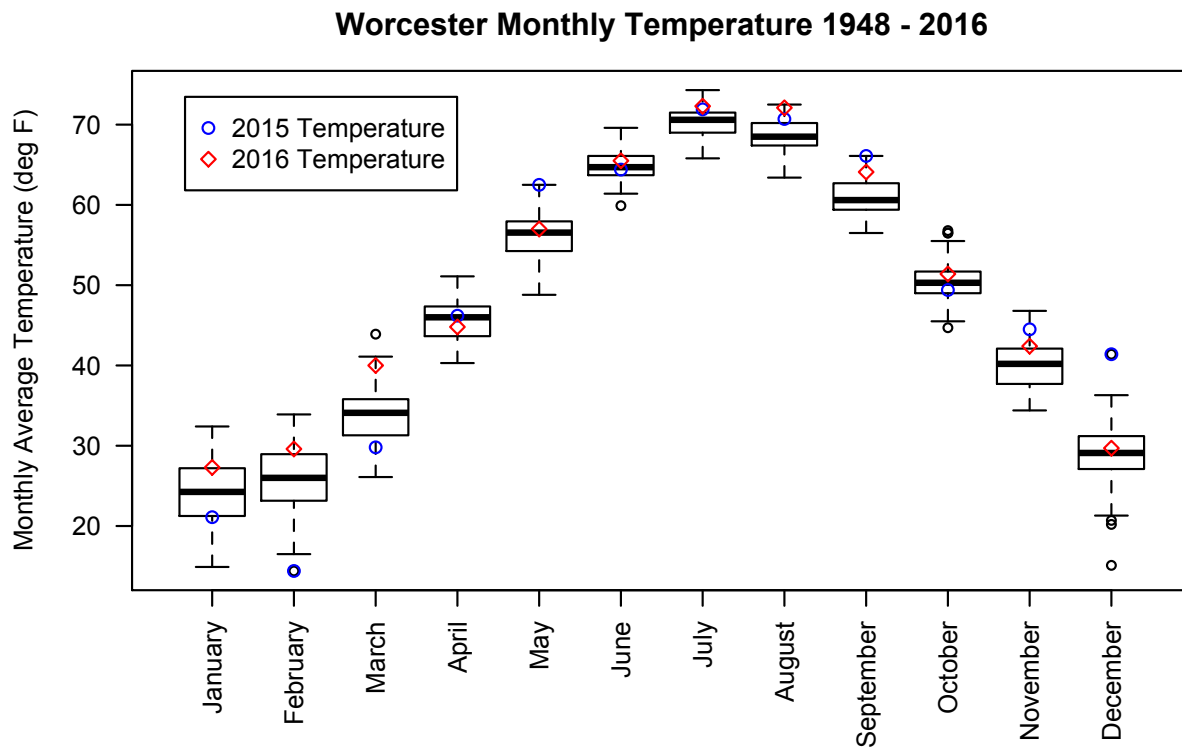 Worcester Monthly Temperature 1948 - 2016
2015 Temperature
2016 Temperature
Monthly Average Temperature (deg F)
70
60
50
40
30
20
January
February
March
April
May
June
July
August
September
October
November
December